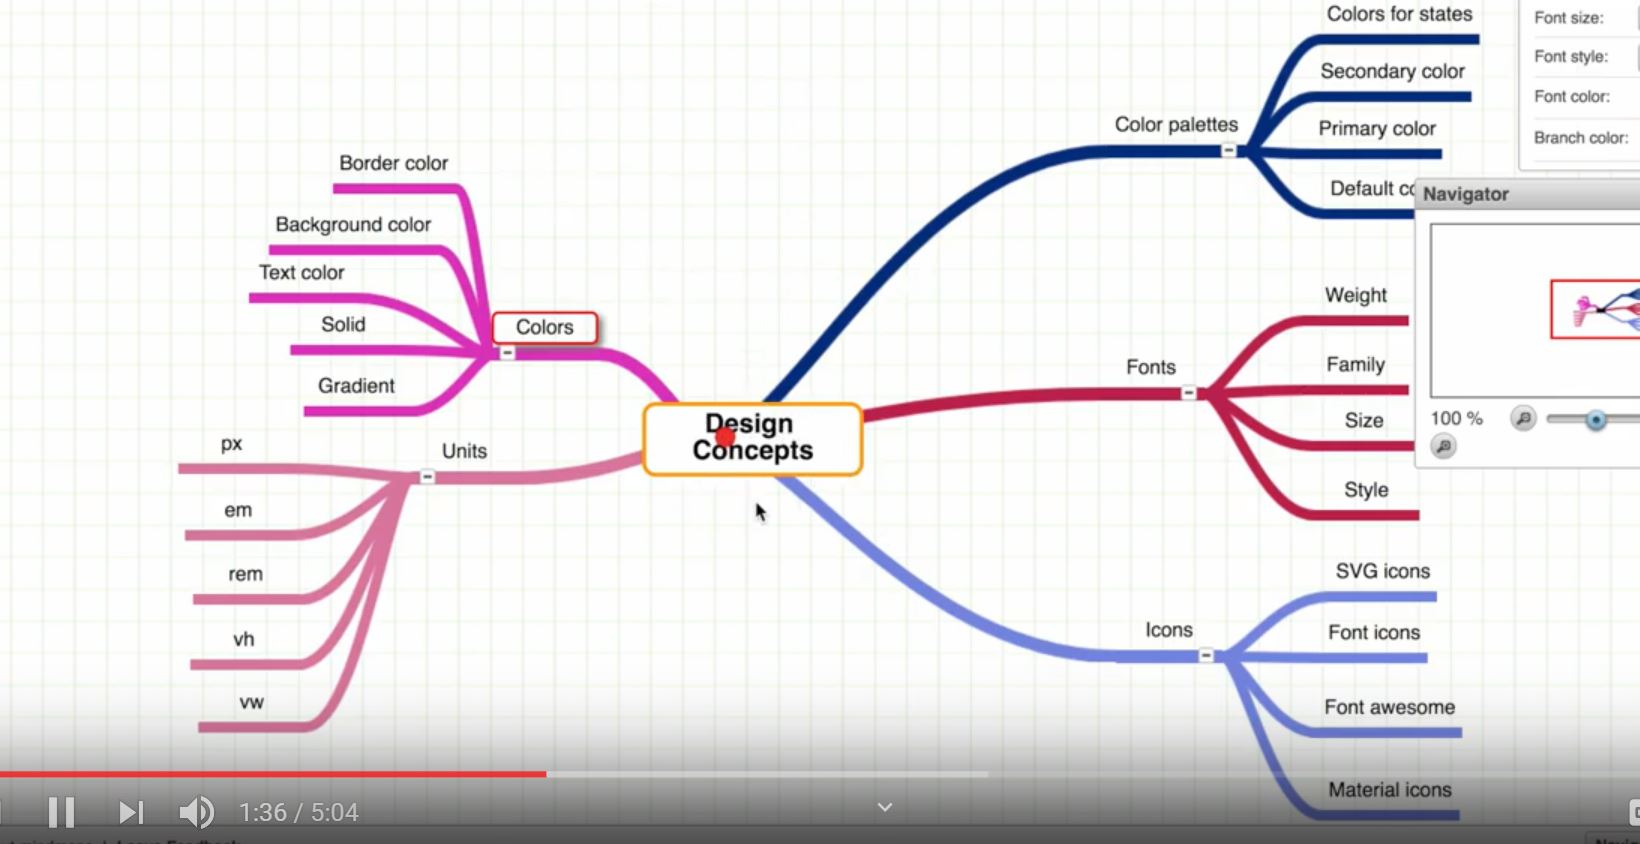 Colors for states
Secondary color
Color palettes
Primary color
Default
Border color
Background color
Text color
Solid
Colors
Gradient
px
Units
em
rem
vh
vw
Design
Concepts
Weight
Fonts
Family
Size
Style
SVG icons
Icons
Font icons
Font awesome
Material icons
Font size:
Font style:
Font color:
Branch color:
Navigator
100 %
1:36 / 5:04